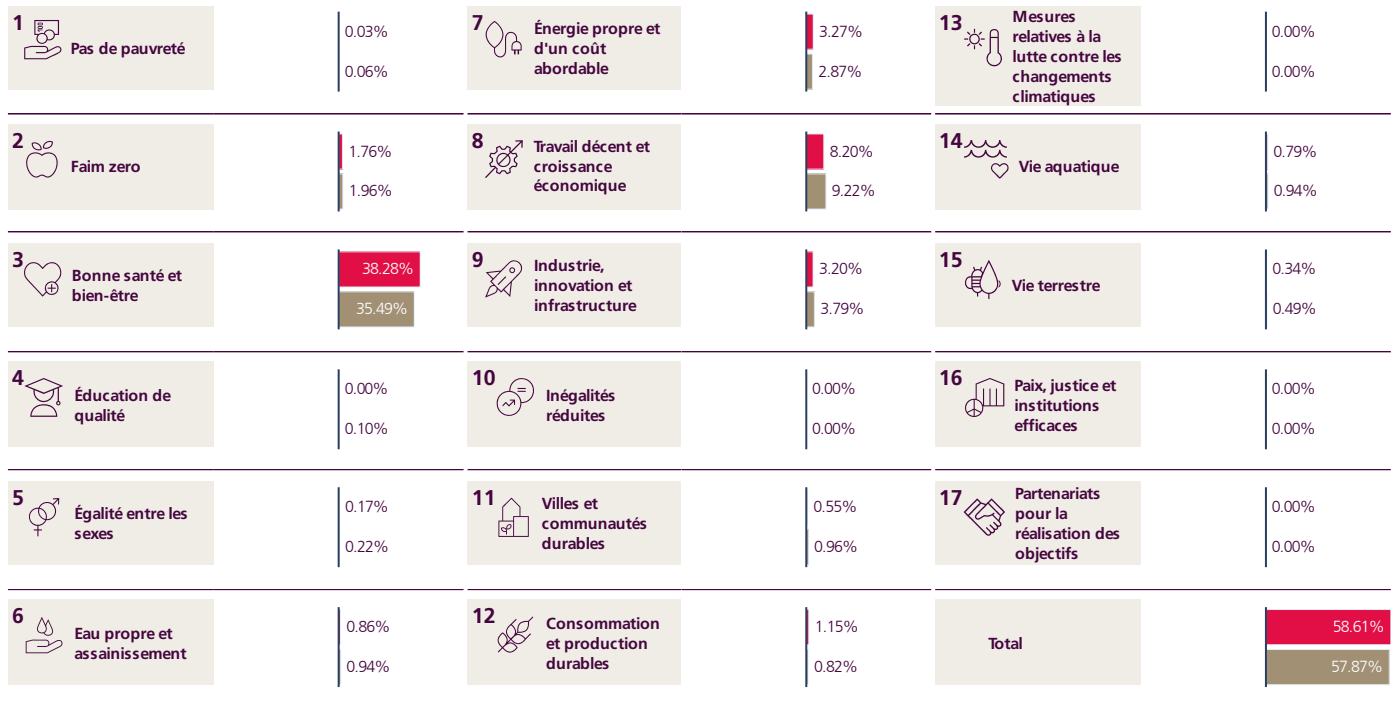 1
Pas de pauvreté
0.03%
0.06%
2
Faim zero
1.76%
1.96%
3
Bonne santé et
bien-être
38.28%
35.49%
4
Éducation de
qualité
0.00%
0.10%
5
Égalité entre les
sexes
0.17%
0.22%
6
Eau propre et
assainissement
0.86%
0.94%
7
Énergie propre et
d'un coût
abordable
3.27%
2.87%
8
Travail décent et
croissance
économique
8.20%
9.22%
9
Industrie,
innovation et
infrastructure
3.20%
3.79%
10
Inégalités
réduites
0.00%
0.00%
11
Villes et
communautés
durables
0.55%
0.96%
12
Consommation
et production
durables
1.15%
0.82%
13
Mesures
relatives à la
lutte contre les
changements
climatiques
0.00%
0.00%
14
Vie aquatique
0.79%
0.94%
15
Vie terrestre
0.34%
0.49%
16
Paix, justice et
institutions
efficaces
0.00%
0.00%
17
Partenariats
pour la
réalisation des
objectifs
0.00%
0.00%
Total
58.61%
57.87%